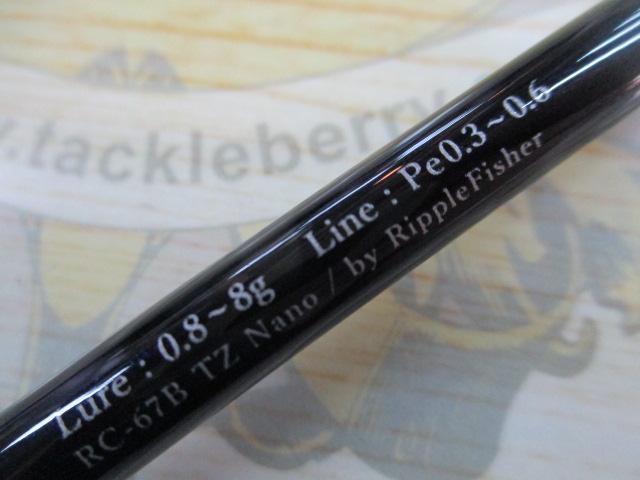 .tackleberry.
Lure : 0.8~8g Line : Pe0.3~0.6
RC-67B TZ Nano / by RippleFisher